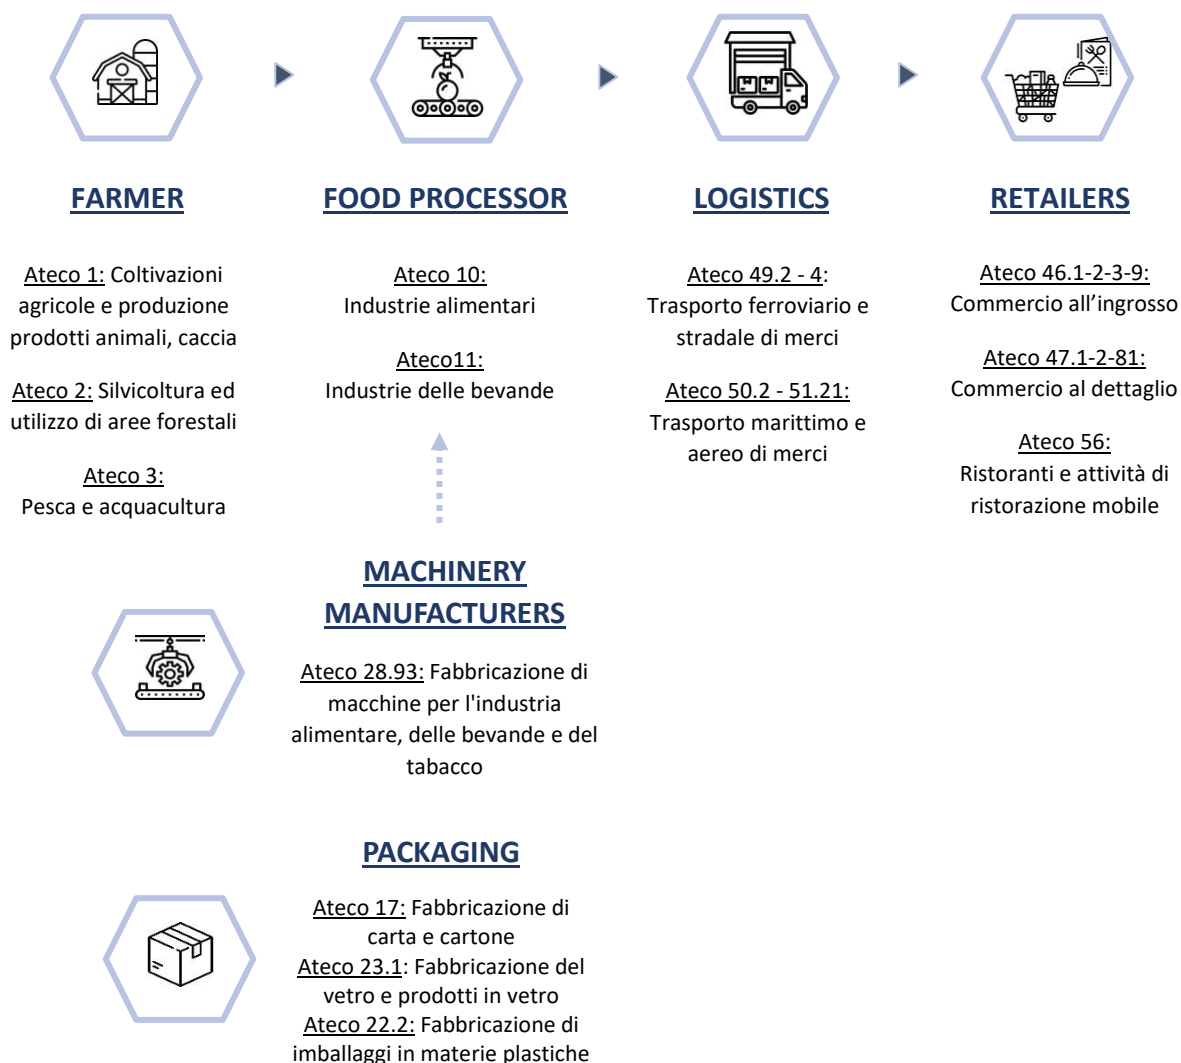 FARMER
Ateco 1: Coltivazioni
agricole e produzione
prodotti animali, caccia
Ateco 2: Silvicoltura ed
utilizzo di aree forestali
Ateco 3:
Pesca e acquacultura
FOOD PROCESSOR
Ateco 10:
Industrie alimentari
Ateco11:
Industrie delle bevande
LOGISTICS
Ateco 49.2 - 4:
Trasporto ferroviario e
stradale di merci
Ateco 50.2 - 51.21:
Trasporto marittimo e
aereo di merci
RETAILERS
Ateco 46.1-2-3-9:
Commercio all’ingrosso
Ateco 47.1-2-81:
Commercio al dettaglio
Ateco 56:
Ristoranti e attività di
ristorazione mobile
MACHINERY
MANUFACTURERS
Ateco 28.93: Fabbricazione di
macchine per l'industria
alimentare, delle bevande e del
tabacco
PACKAGING
Ateco 17: Fabbricazione di
carta e cartone
Ateco 23.1: Fabbricazione del
vetro e prodotti in vetro
Ateco 22.2: Fabbricazione di
imballaggi in materie plastiche